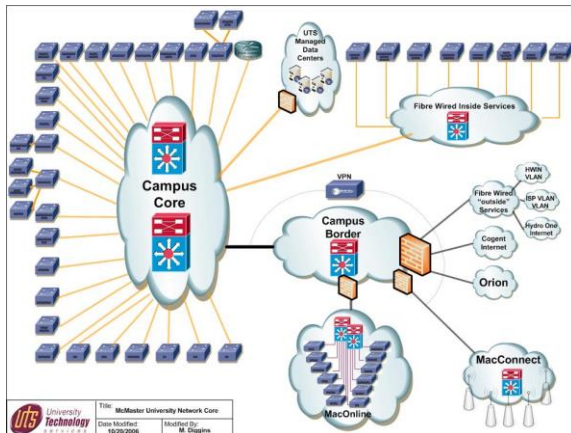 UTS
Managed
Data
Centers
Fibre Wired Inside Services
Campus
Core
VPN
Campus
Border
Fibre Wired
"outside"
Services
HWIN
VLAN
ISP VLAN
VLAN
Hydro One
Internet
Cogent
Internet
Orion
MacOnline
MacConnect
UTS
University
Technology
services
Title:
McMaster University Network Core
Date Modified:
10/20/2006
Modified By:
M. Diggins